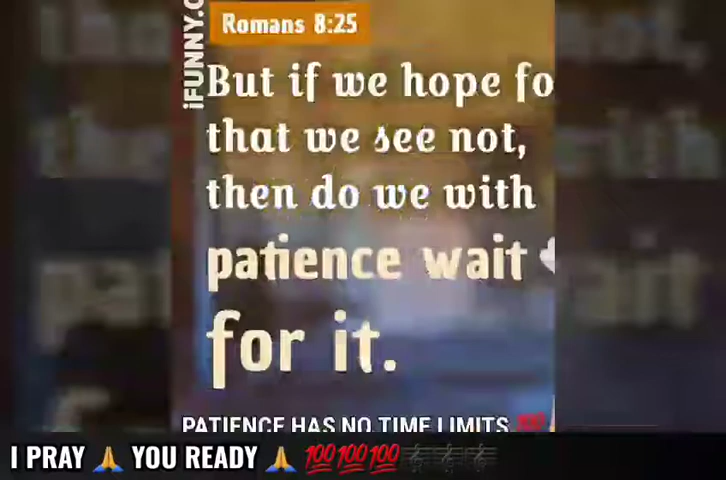 iFUNNY.C
Romans 8:25
But if we hope fo
that we see not,
then do we with
patience wait
for it.
PATIENCE HAS NO TIME LIMITS 💯
I PRAY 🙏 YOU READY 🙏 💯💯💯🎼🎼🎼